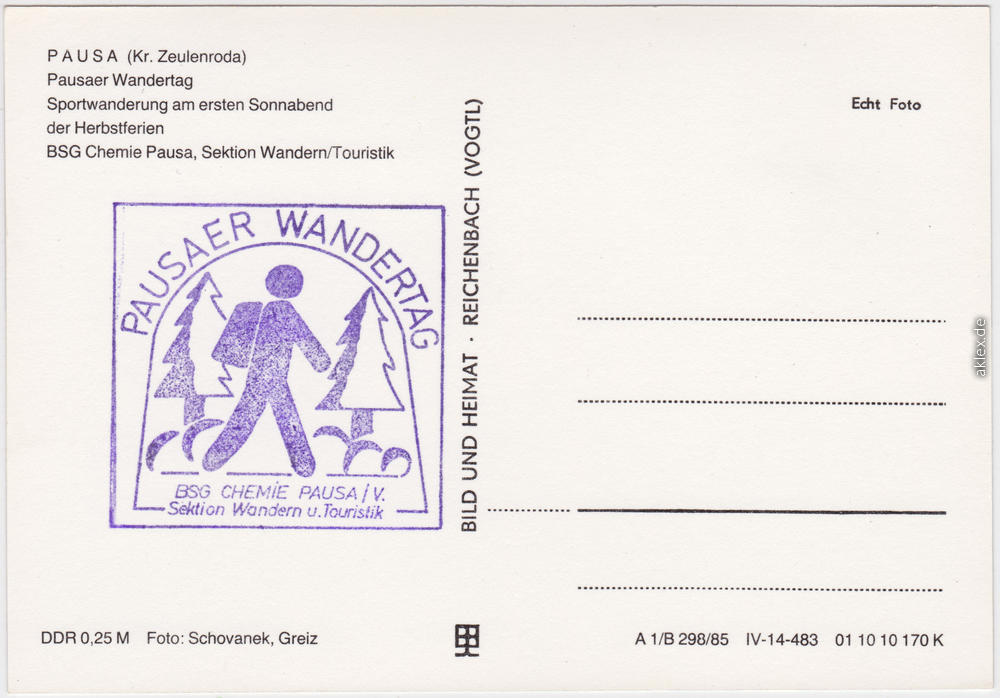 P A U S A (Kr. Zeulenroda)
Pausaer Wandertag
Sportwanderung am ersten Sonnabend
der Herbstferien
BSG Chemie Pausa, Sektion Wandern/Touristik
PAUSAER WANDERTAG
BSG CHEMIE PAUSA / V.
Sektion Wandern u. Touristik
BILD UND HEIMAT · REICHENBACH (VOGTL)
Echt Foto
aklex.de
DDR 0,25 M Foto: Schovanek, Greiz
A 1/B 298/85 IV-14-483 01 10 10 170 K